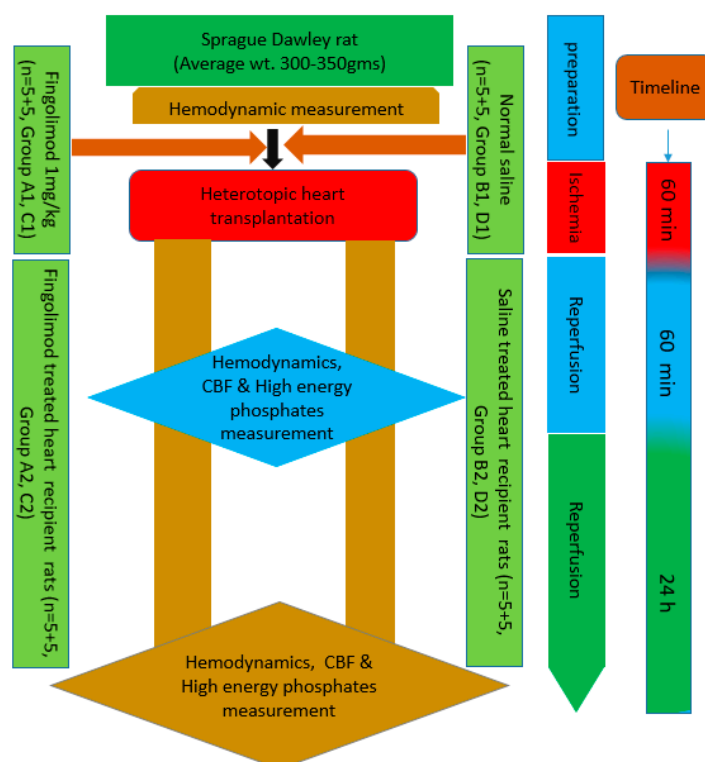 Sprague Dawley rat
(Average wt. 300-350gms)
Hemodynamic measurement
Fingolimod 1mg/kg
(n=5+5, Group A1, C1)
Normal saline
(n=5+5, Group B1, D1)
Heterotopic heart
transplantation
Fingolimod treated heart recipient rats (n=5+5,
Group A2, C2)
Hemodynamics,
CBF & High energy
phosphates
measurement
Saline treated heart recipient rats (n=5+5,
Group B2, D2)
Hemodynamics, CBF &
High energy phosphates
measurement
preparation
Ischemia
Reperfusion
Reperfusion
Timeline
60 min
60 min
24 h